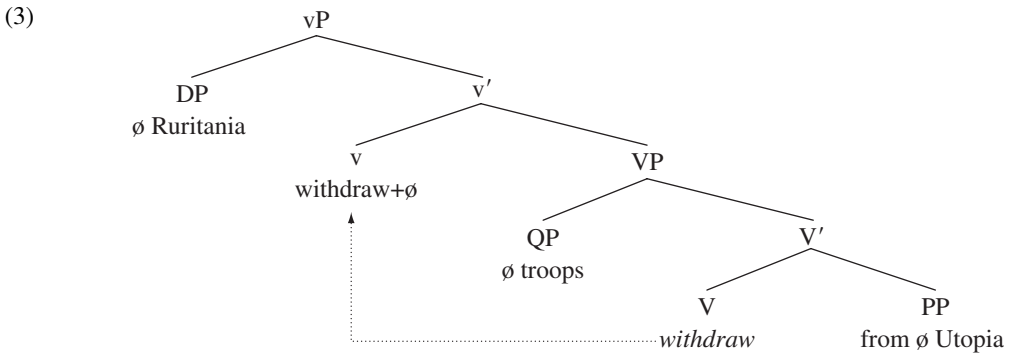 (3)
vP
DP
ø Ruritania
v′
v
withdraw+ø
VP
QP
ø troops
V′
V
withdraw
PP
from ø Utopia